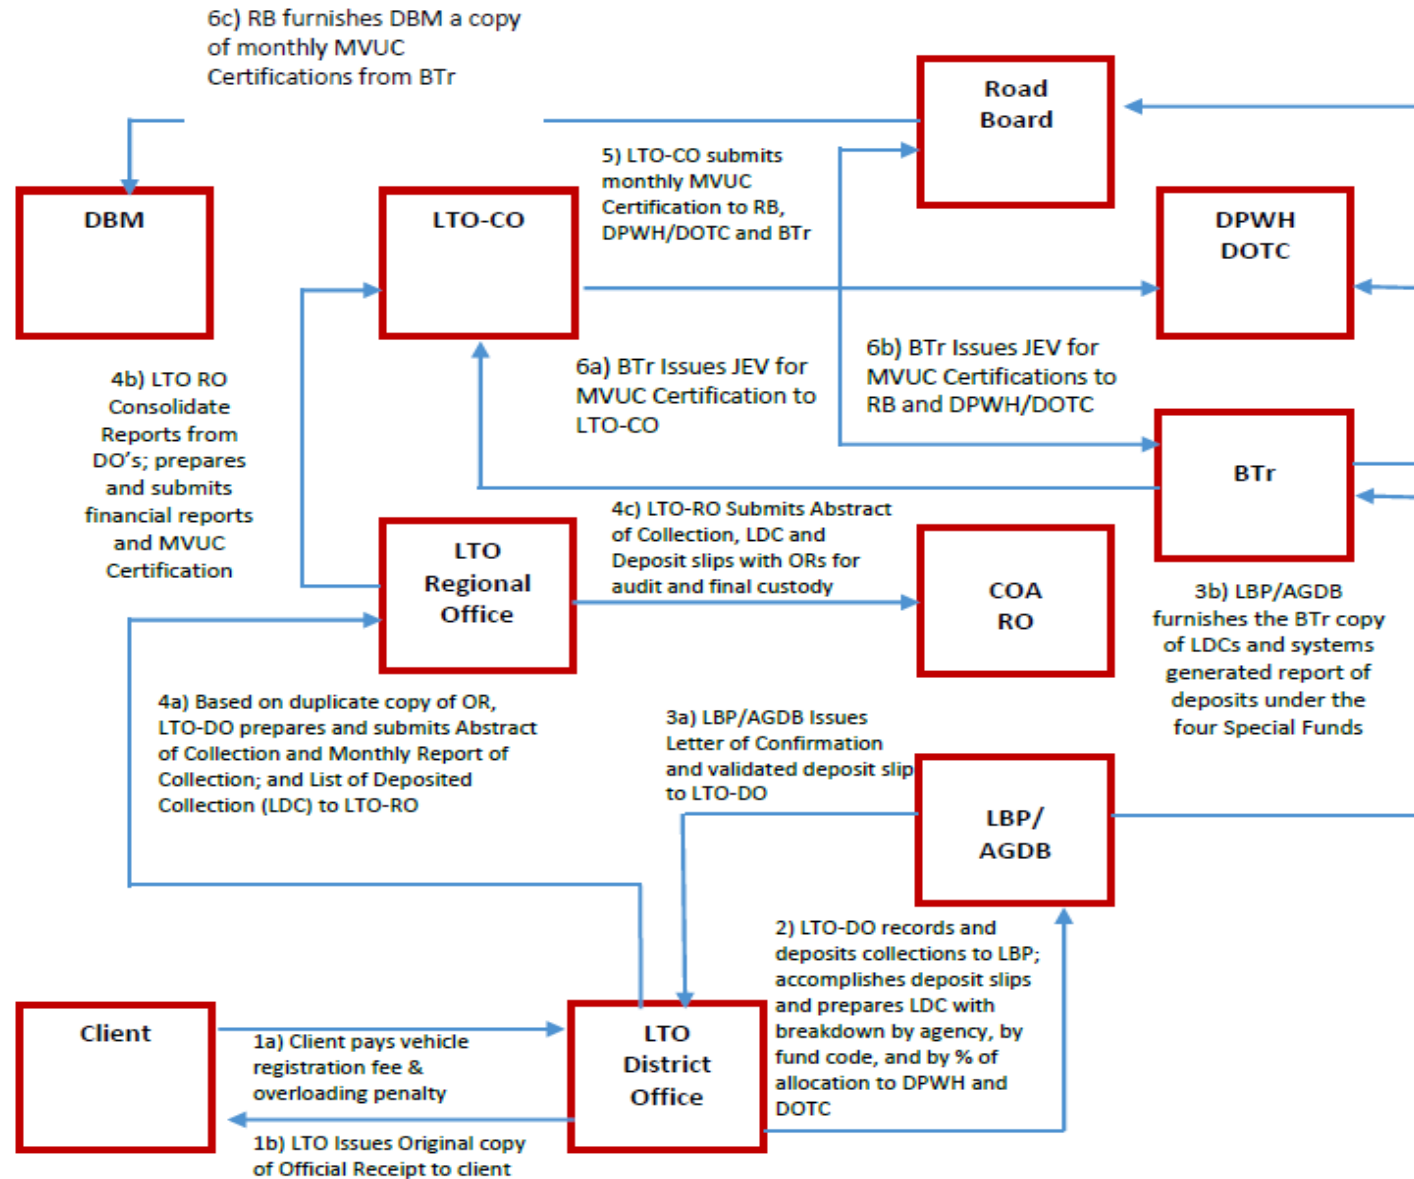 6c) RB furnishes DBM a copy
of monthly MVUC
Certifications from BTr
Road
Board
5) LTO-CO submits
monthly MVUC
Certification to RB,
DPWH/DOTC and BTr
DBM
LTO-CO
DPWH
DOTC
4b) LTO RO
Consolidate
Reports from
DO's; prepares
and submits
financial reports
and MVUC
Certification
6a) BTr Issues JEV for
MVUC Certification to
LTO-CO
6b) BTr Issues JEV for
MVUC Certifications to
RB and DPWH/DOTC
BTr
LTO
Regional
Office
4c) LTO-RO Submits Abstract
of Collection, LDC and
Deposit slips with ORs for
audit and final custody
COA
RO
3b) LBP/AGDB
furnishes the BTr copy
of LDCs and systems
generated report of
deposits under the
four Special Funds
4a) Based on duplicate copy of OR,
LTO-DO prepares and submits Abstract
of Collection and Monthly Report of
Collection; and List of Deposited
Collection (LDC) to LTO-RO
3a) LBP/AGDB Issues
Letter of Confirmation
and validated deposit slip
to LTO-DO
LBP/
AGDB
2) LTO-DO records and
deposits collections to LBP;
accomplishes deposit slips
and prepares LDC with
breakdown by agency, by
fund code, and by % of
allocation to DPWH and
DOTC
Client
1a) Client pays vehicle
registration fee &
overloading penalty
LTO
District
Office
1b) LTO Issues Original copy
of Official Receipt to client